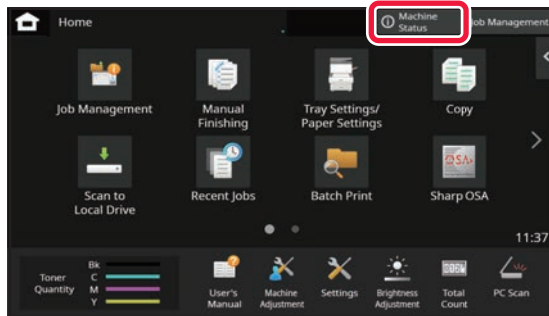 Home
Machine
Status
Job Management
Job Management
Manual
Finishing
Tray Settings/
Paper Settings
Copy
Scan to
Local Drive
Recent Jobs
Batch Print
Sharp OSA
11:37
Toner
Quantity
Bk
C
M
Y
User's
Manual
Machine
Adjustment
Settings
Brightness
Adjustment
Total
Count
PC Scan